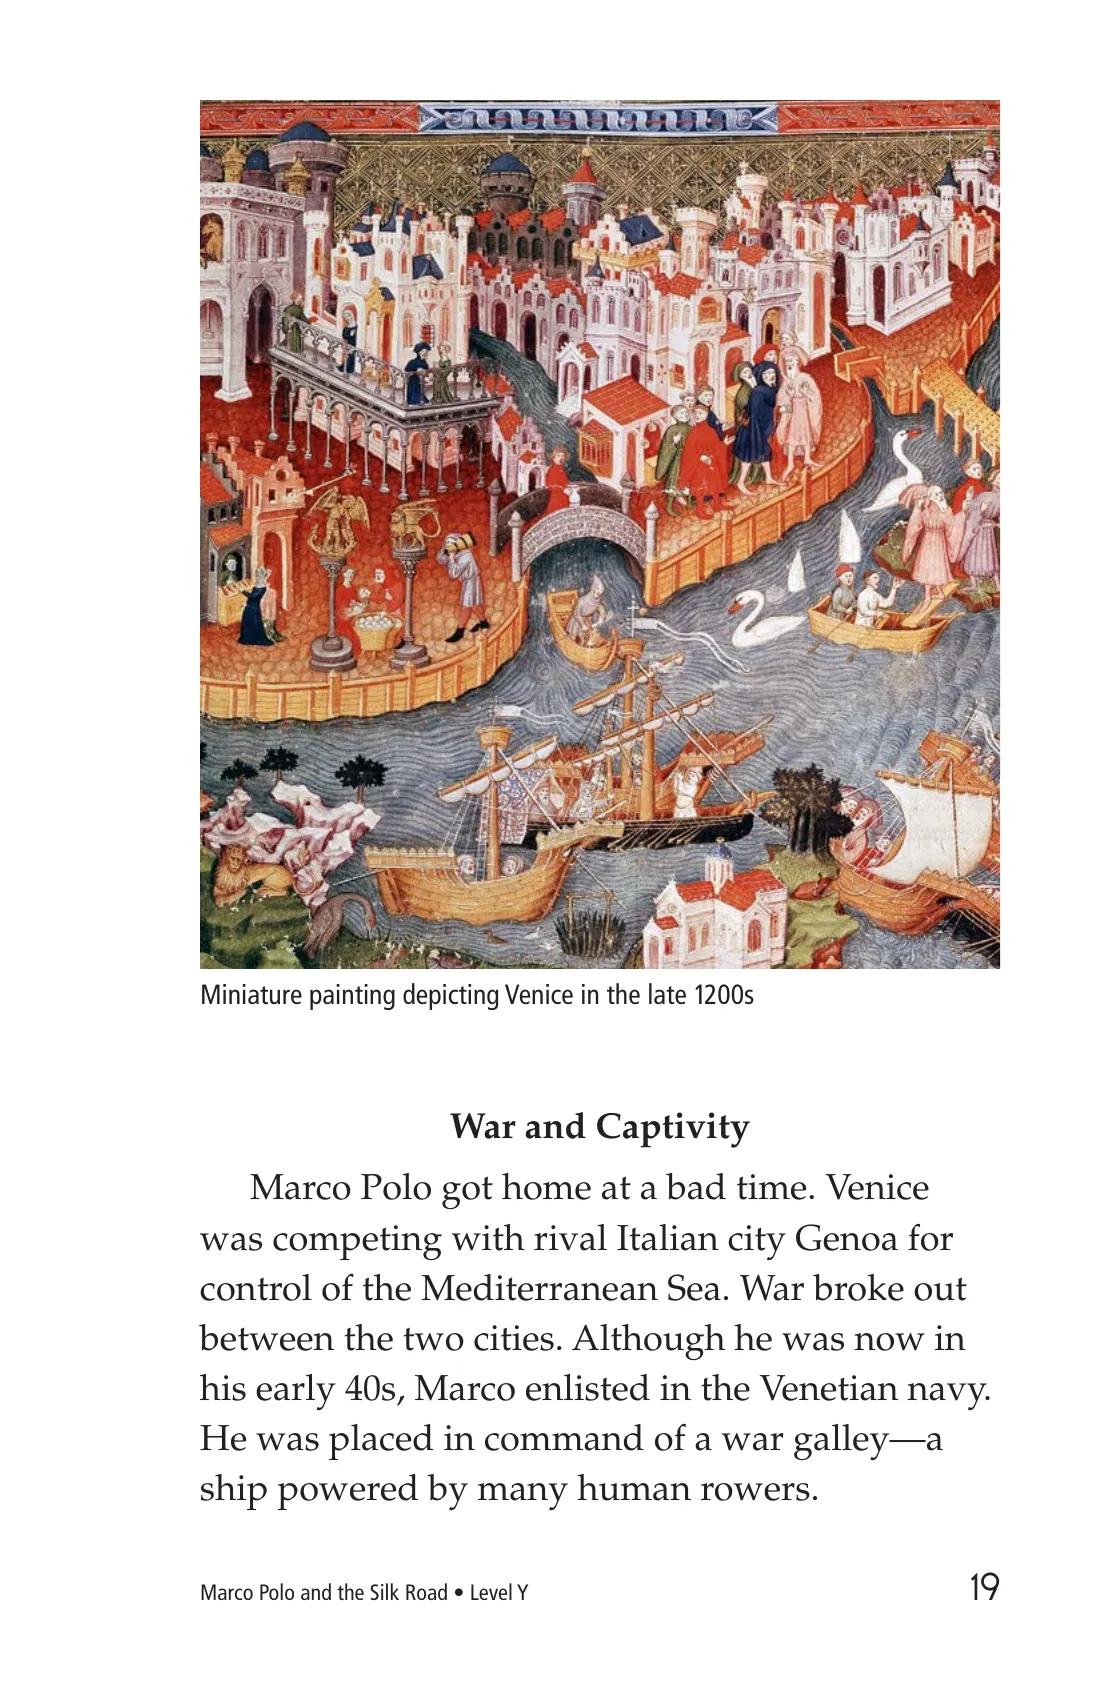 Miniature painting depicting Venice in the late 1200s
War and Captivity
Marco Polo got home at a bad time. Venice
was competing with rival Italian city Genoa for
control of the Mediterranean Sea. War broke out
between the two cities. Although he was now in
his early 40s, Marco enlisted in the Venetian navy.
He was placed in command of a war galley—a
ship powered by many human rowers.
Marco Polo and the Silk Road • Level Y
19